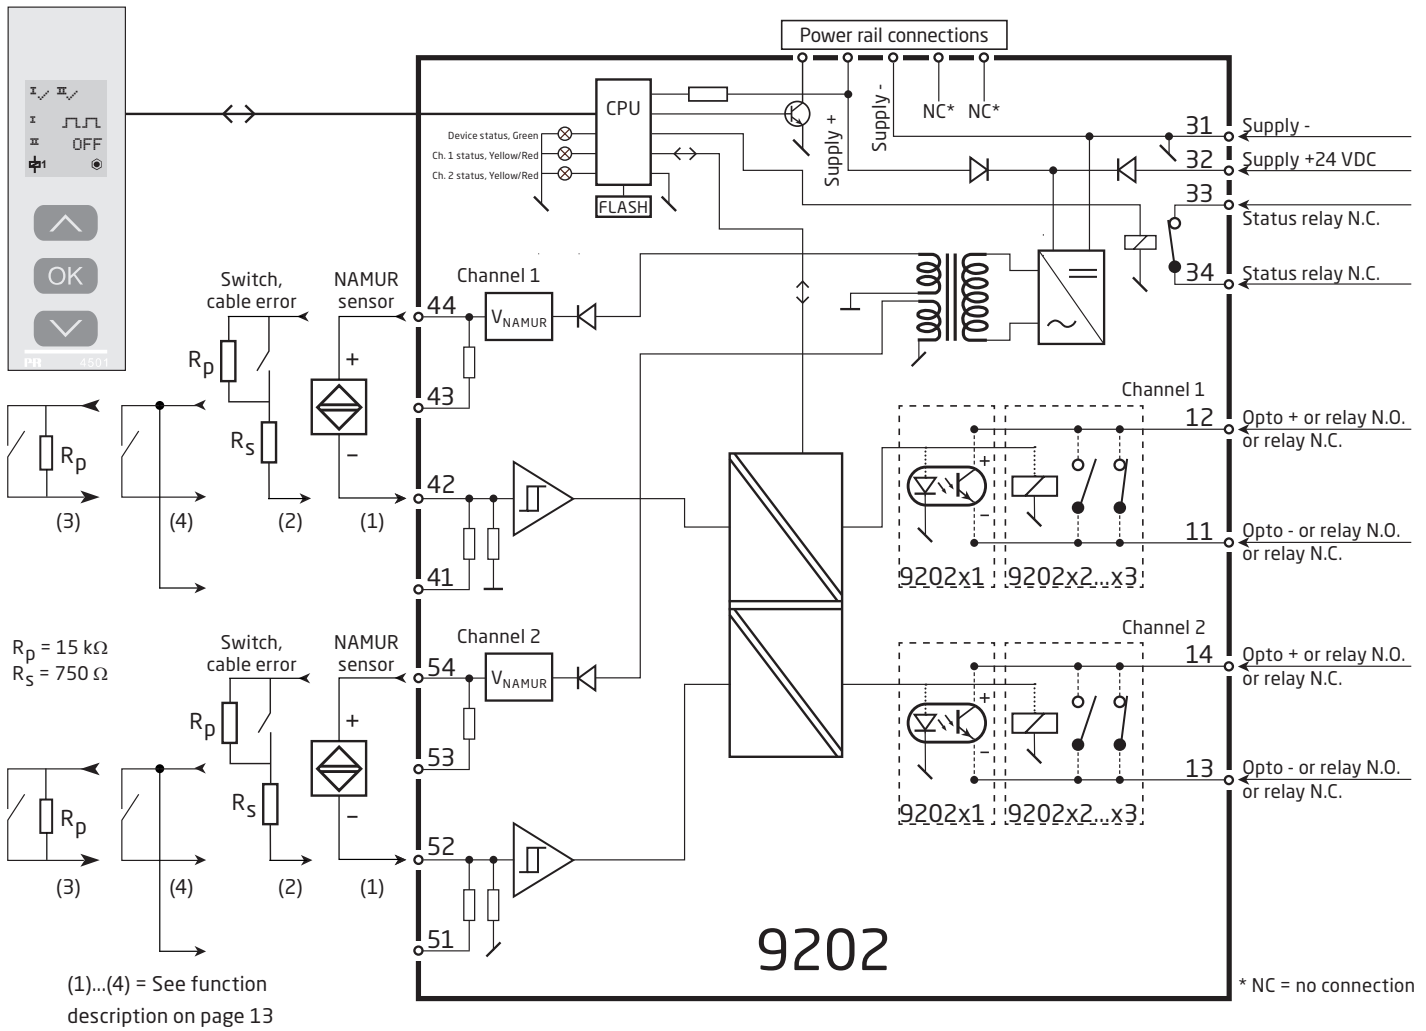 Power rail connections
CPU
FLASH
Device status, Green
Ch. 1 status, Yellow/Red
Ch. 2 status, Yellow/Red
Supply +
Supply -
NC*
NC*
31
Supply -
32
Supply +24 VDC
33
Status relay N.C.
34
Status relay N.C.
I II
I
II
OFF
1
OK
PR
4501
Switch,
cable error
NAMUR
sensor
Channel 1
44
VNAMUR
Rp
+
43
Rs
−
Rp
42
(3)
(4)
(2)
(1)
41
Channel 1
12
Opto + or relay N.O.
or relay N.C.
+
−
11
Opto - or relay N.O.
or relay N.C.
9202x1
9202x2...x3
Rp = 15 kΩ
Rs = 750 Ω
Switch,
cable error
NAMUR
sensor
Channel 2
54
VNAMUR
Rp
+
53
Rs
−
Rp
52
(3)
(4)
(2)
(1)
51
Channel 2
14
Opto + or relay N.O.
or relay N.C.
+
−
13
Opto - or relay N.O.
or relay N.C.
9202x1
9202x2...x3
9202
(1)...(4) = See function
description on page 13
* NC = no connection